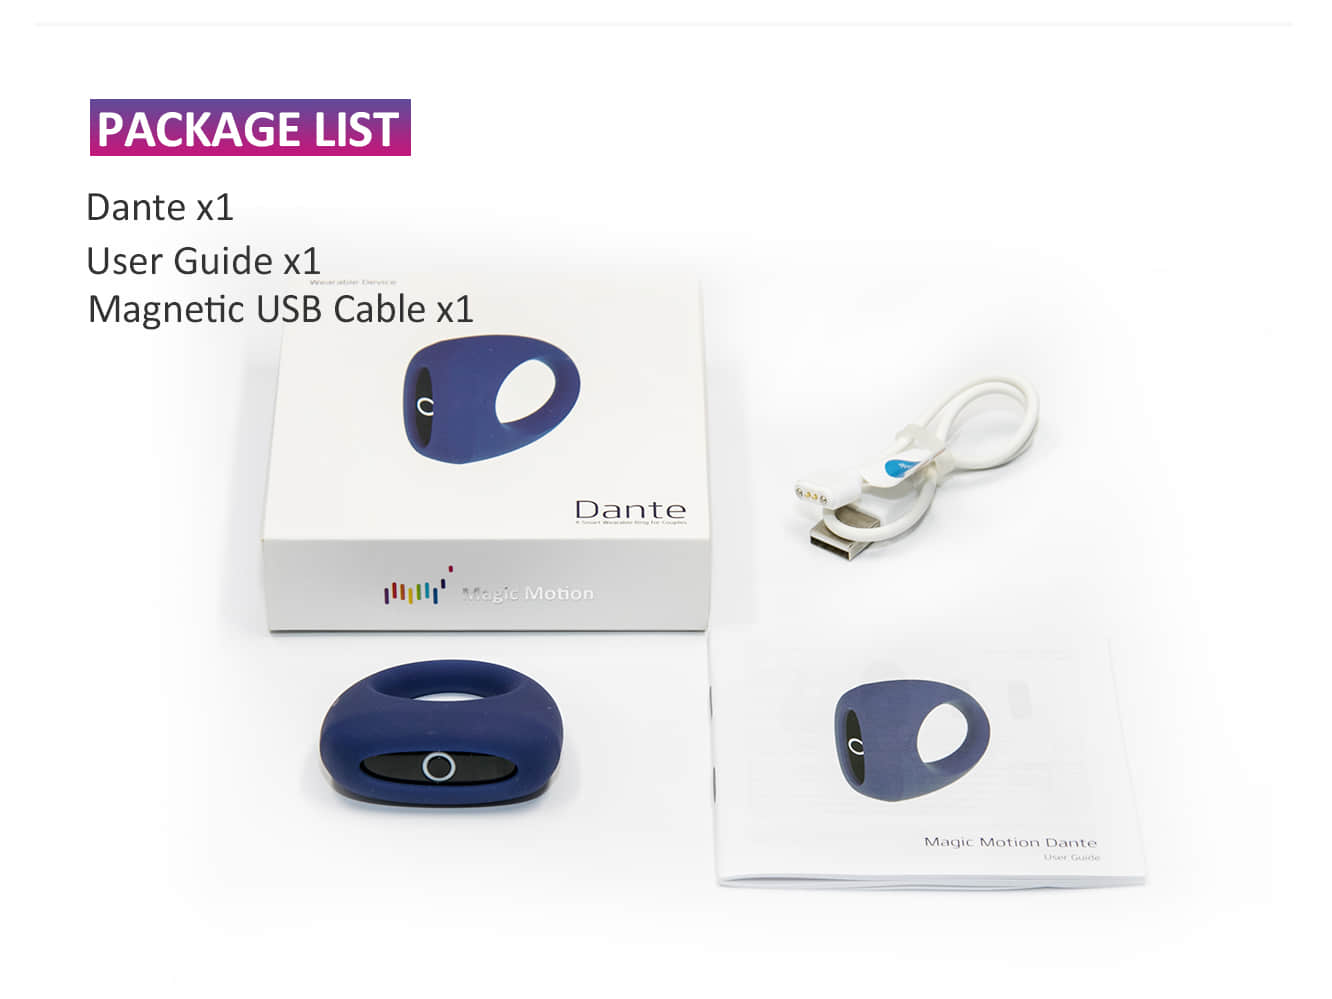 PACKAGE LIST
Dante x1
User Guide x1
Wearable Device
Magnetic USB Cable x1
Dante
A Smart Wearable Ring for Couples
Magic Motion
Magic Motion Dante
User Guide